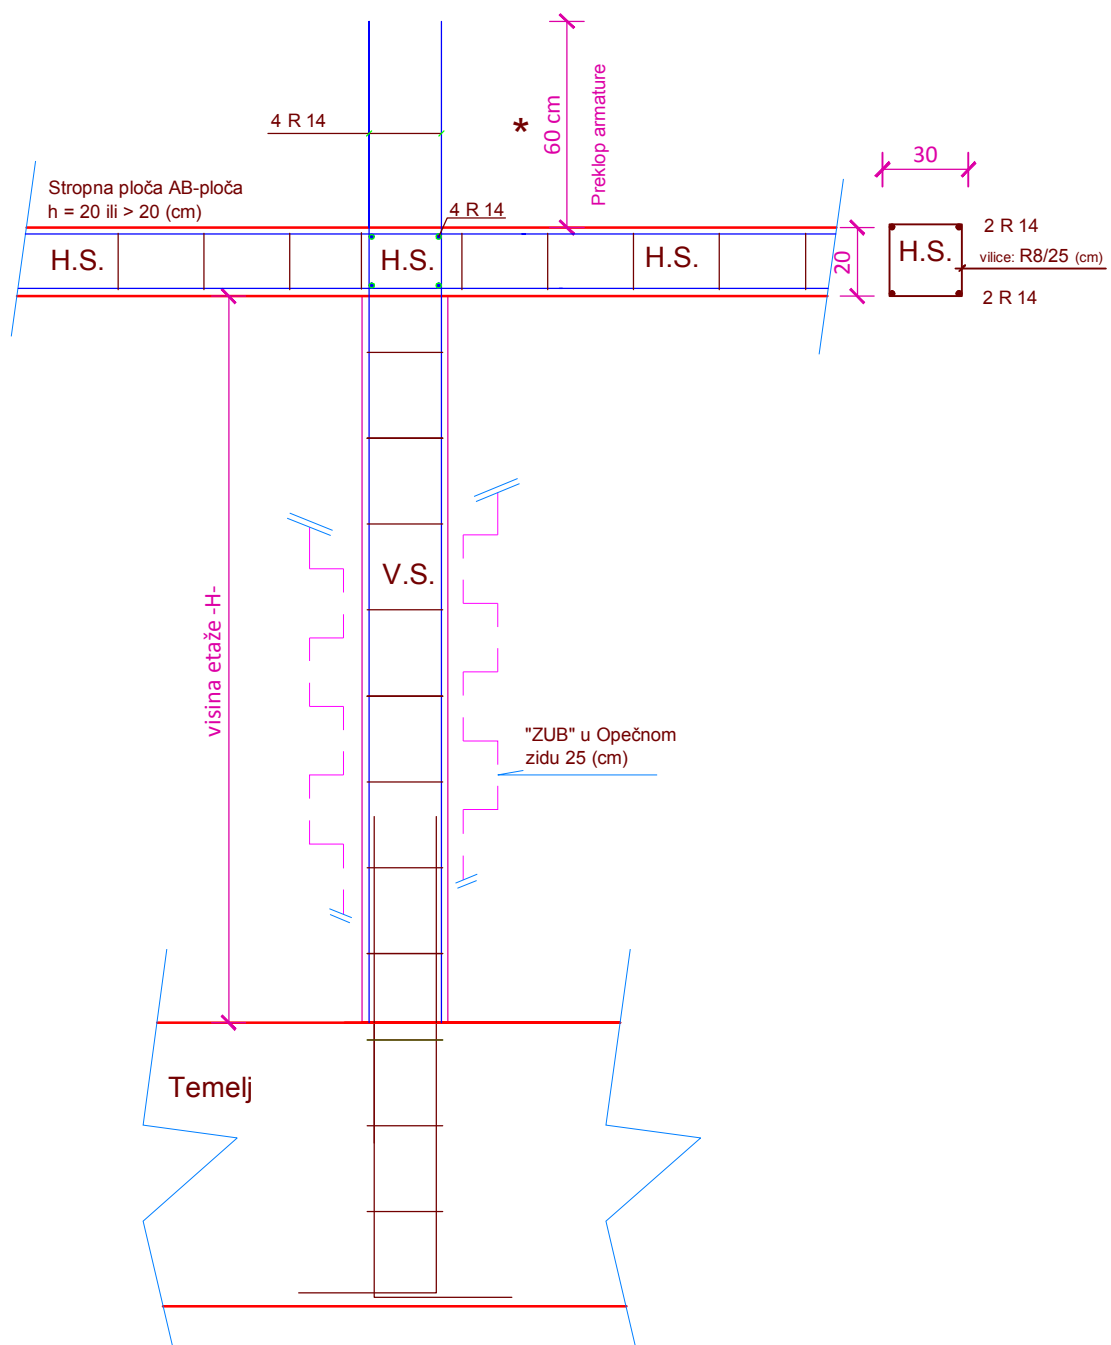 4 R 14
*
60 cm
Preklop armature
30
Stropna ploča AB-ploča
h = 20 ili > 20 (cm)
4 R 14
H.S.
H.S.
H.S.
20
H.S.
2 R 14
vilice: R8/25 (cm)
2 R 14
V.S.
visina etaže -H-
"ZUB" u Opečnom
zidu 25 (cm)
Temelj